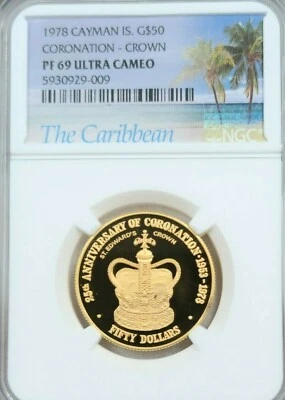 1978 CAYMAN IS. G$50
CORONATION - CROWN
PF 69 ULTRA CAMEO
5930929-009
The Caribbean
NGC
25th ANNIVERSARY OF CORONATION • 1953 - 1978
ST. EDWARD'S CROWN
FIFTY DOLLARS